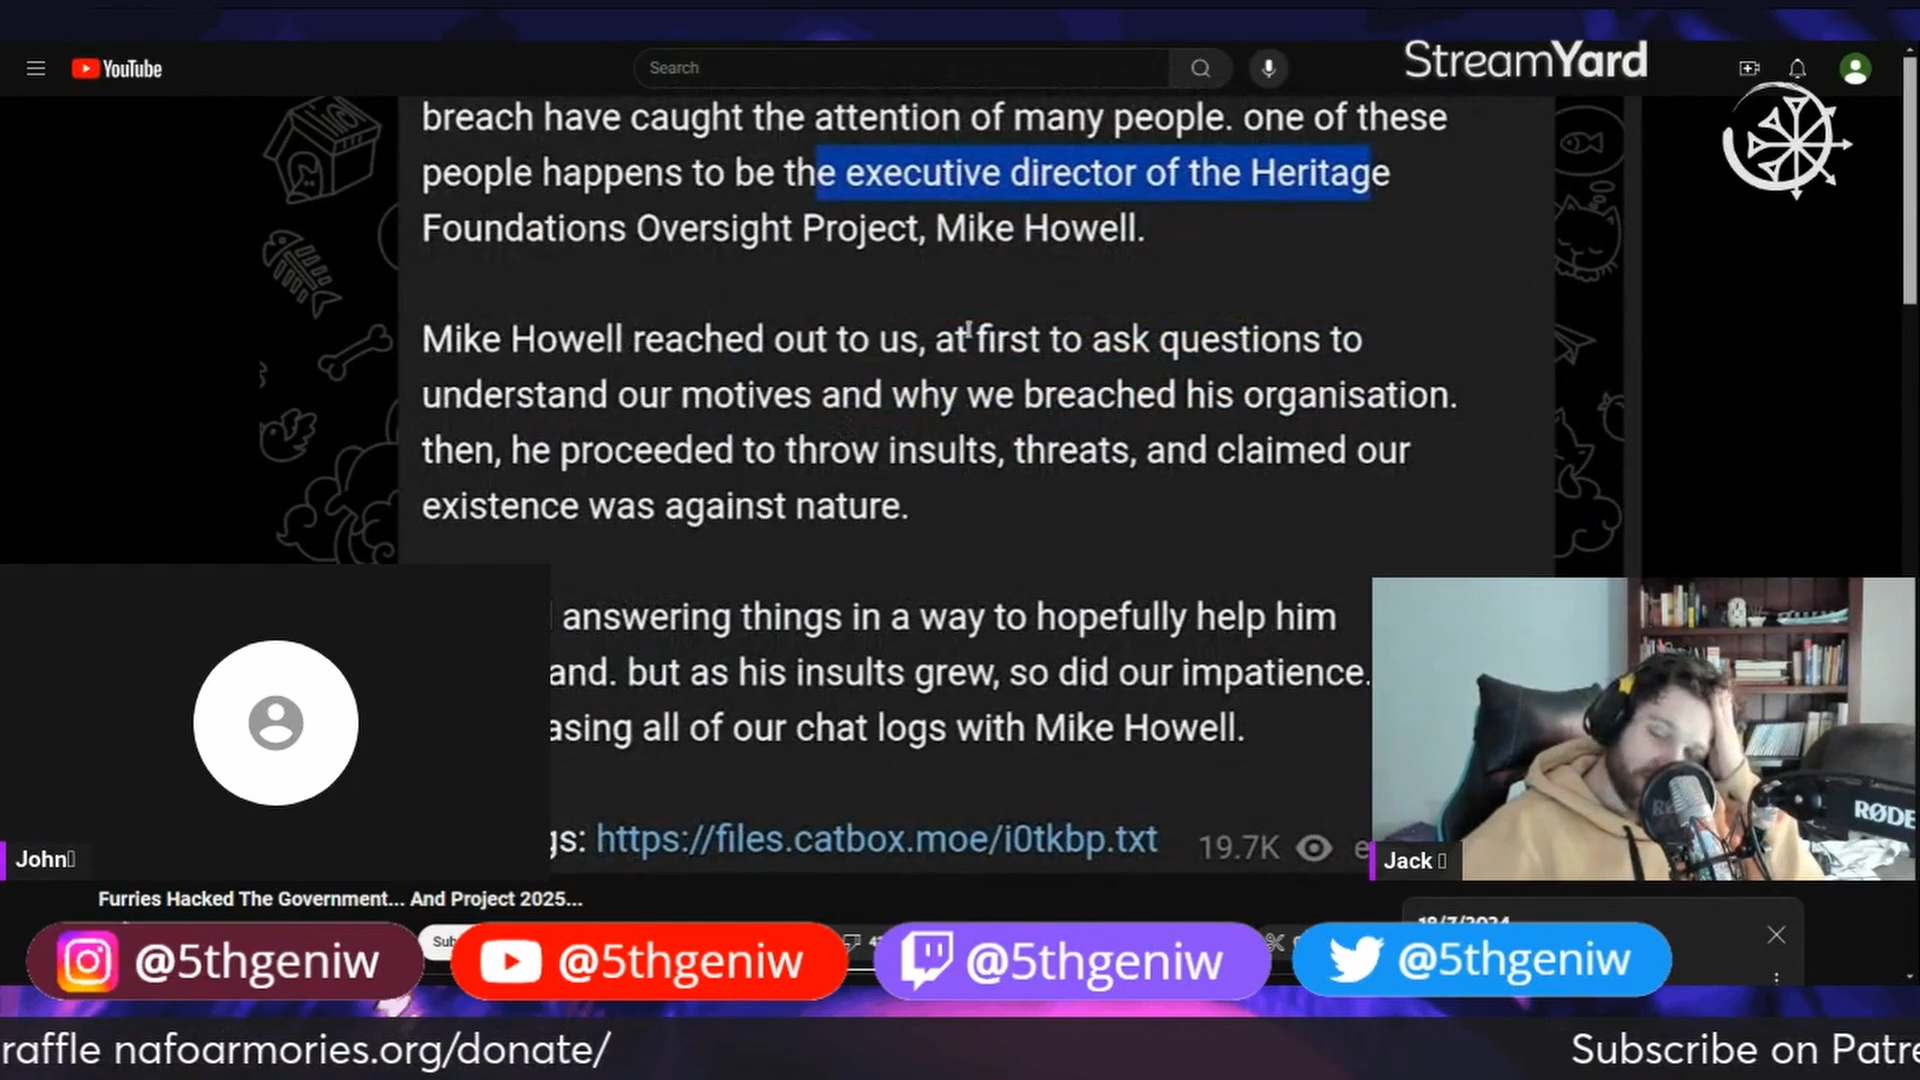 YouTube
Search
StreamYard
breach have caught the attention of many people. one of these
people happens to be the executive director of the Heritage
Foundations Oversight Project, Mike Howell.
Mike Howell reached out to us, at first to ask questions to
understand our motives and why we breached his organisation.
then, he proceeded to throw insults, threats, and claimed our
existence was against nature.
answering things in a way to hopefully help him
and. but as his insults grew, so did our impatience.
asing all of our chat logs with Mike Howell.
gs: https://files.catbox.moe/i0tkbp.txt 19.7K e
RØDE
John
Jack
Furries Hacked The Government... And Project 2025...
18/7/2024
Sub
@5thgeniw
@5thgeniw
@5thgeniw
@5thgeniw
raffle nafoarmories.org/donate/
Subscribe on Patre